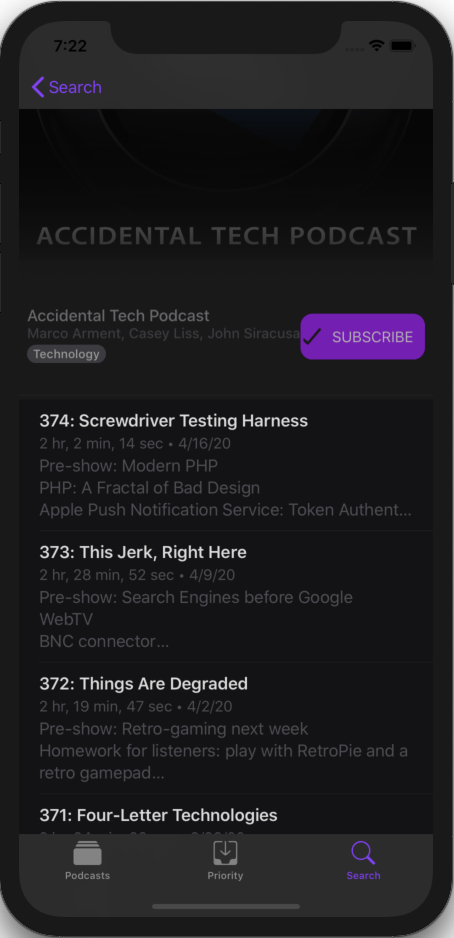 7:22
Search
ACCIDENTAL TECH PODCAST
Accidental Tech Podcast
Marco Arment, Casey Liss, John Siracusa
SUBSCRIBE
Technology
374: Screwdriver Testing Harness
2 hr, 2 min, 14 sec • 4/16/20
Pre-show: Modern PHP
PHP: A Fractal of Bad Design
Apple Push Notification Service: Token Authent...
373: This Jerk, Right Here
2 hr, 28 min, 52 sec • 4/9/20
Pre-show: Search Engines before Google
WebTV
BNC connector...
372: Things Are Degraded
2 hr, 19 min, 47 sec • 4/2/20
Pre-show: Retro-gaming next week
Homework for listeners: play with RetroPie and a
retro gamepad...
371: Four-Letter Technologies
Podcasts
Priority
Search